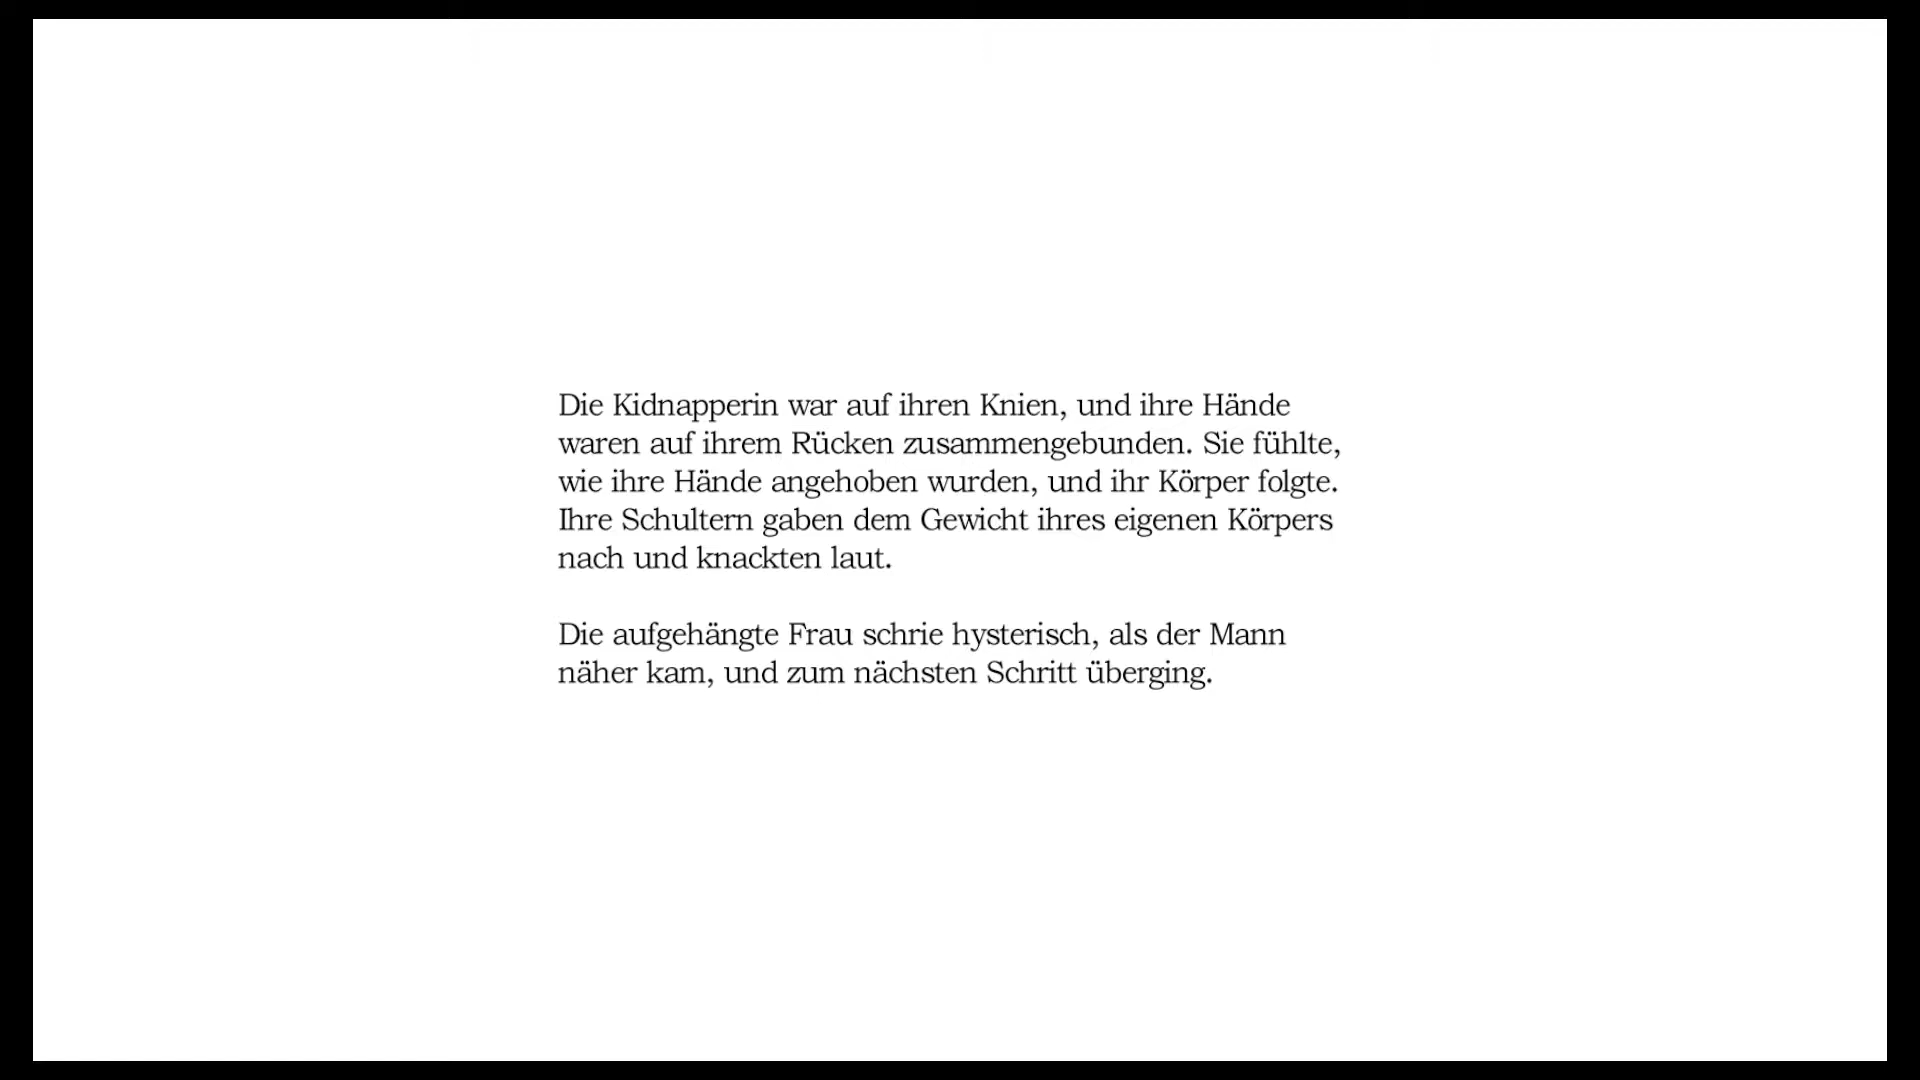 Die Kidnapperin war auf ihren Knien, und ihre Hände
waren auf ihrem Rücken zusammengebunden. Sie fühlte,
wie ihre Hände angehoben wurden, und ihr Körper folgte.
Ihre Schultern gaben dem Gewicht ihres eigenen Körpers
nach und knackten laut.
Die aufgehängte Frau schrie hysterisch, als der Mann
näher kam, und zum nächsten Schritt überging.